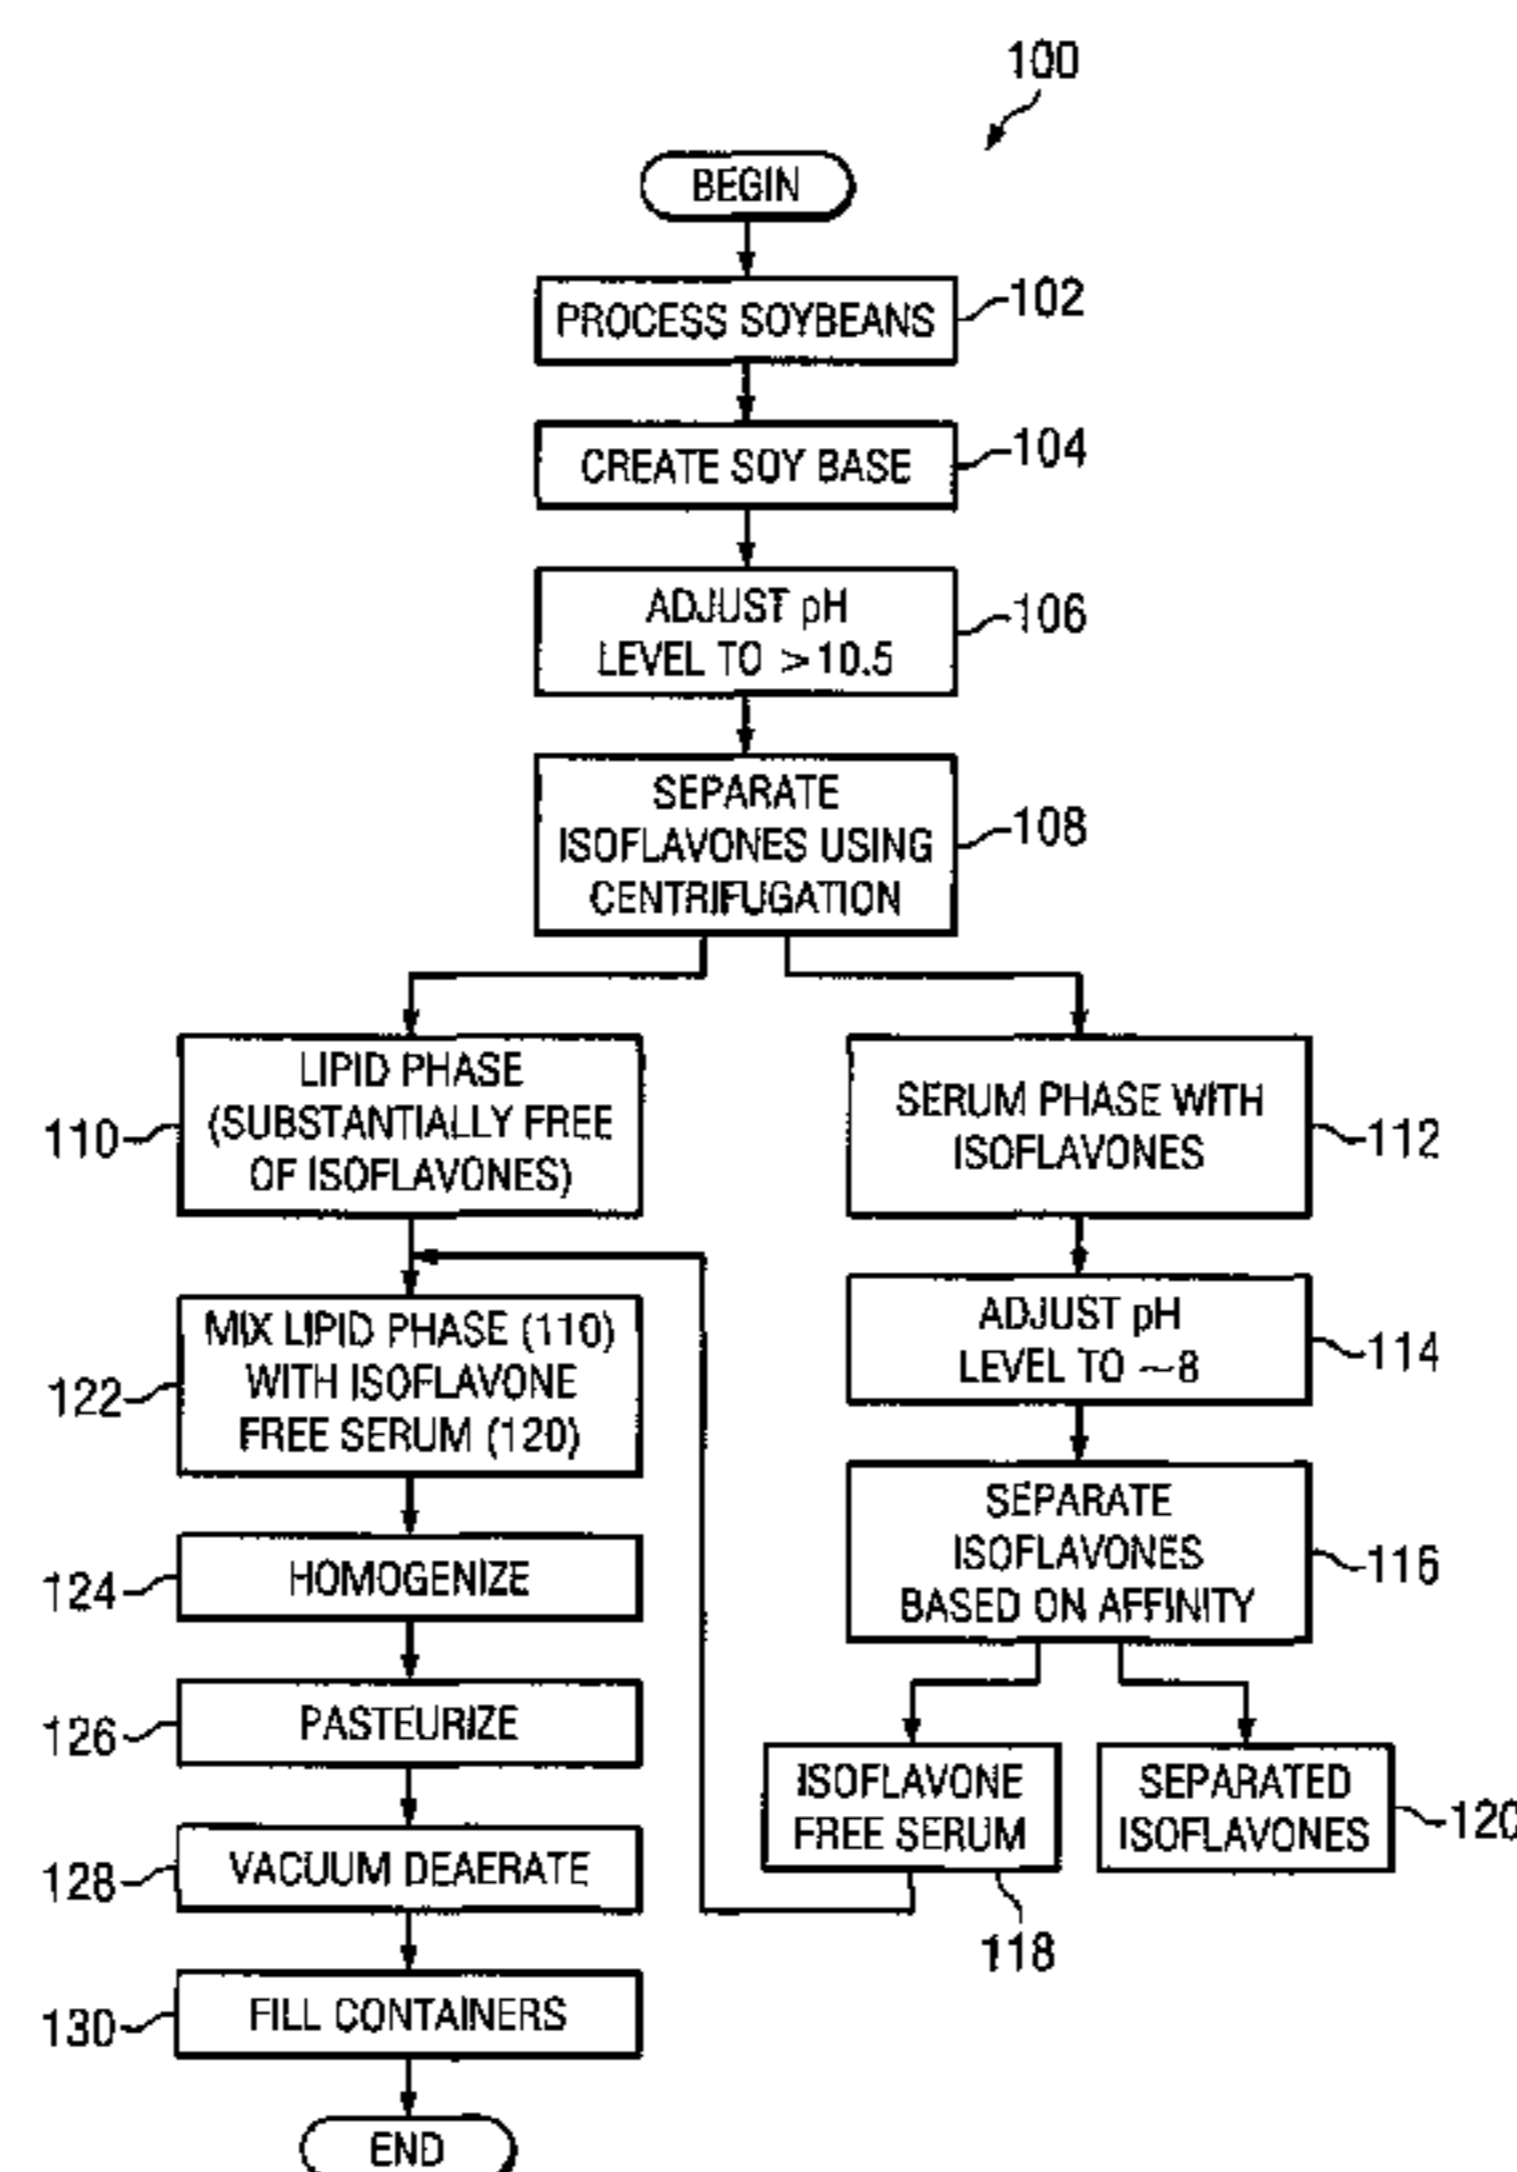 100
BEGIN
PROCESS SOYBEANS
102
CREATE SOY BASE
104
ADJUST pH
LEVEL TO >10.5
106
SEPARATE
ISOFLAVONES USING
CENTRIFUGATION
108
LIPID PHASE
(SUBSTANTIALLY FREE
OF ISOFLAVONES)
110
SERUM PHASE WITH
ISOFLAVONES
112
MIX LIPID PHASE (110)
WITH ISOFLAVONE
FREE SERUM (120)
122
ADJUST pH
LEVEL TO ~8
114
HOMOGENIZE
124
SEPARATE
ISOFLAVONES
BASED ON AFFINITY
116
PASTEURIZE
126
ISOFLAVONE
FREE SERUM
118
SEPARATED
ISOFLAVONES
120
VACUUM DEAERATE
128
FILL CONTAINERS
130
END